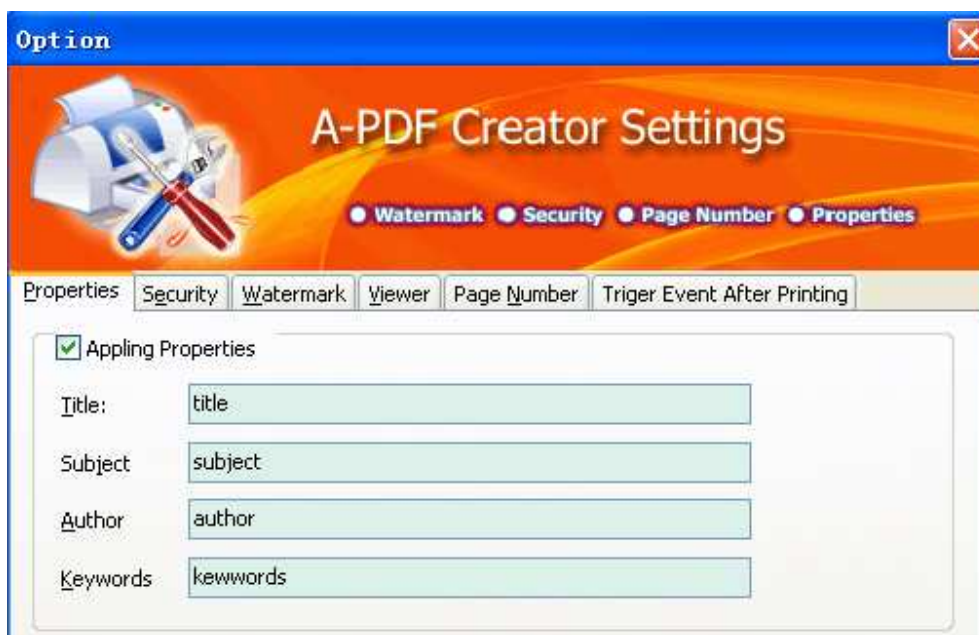 Option
A-PDF Creator Settings
Watermark Security Page Number Properties
Properties Security Watermark Viewer Page Number Triger Event After Printing
Appling Properties
Title: title
Subject subject
Author author
Keywords kewwords